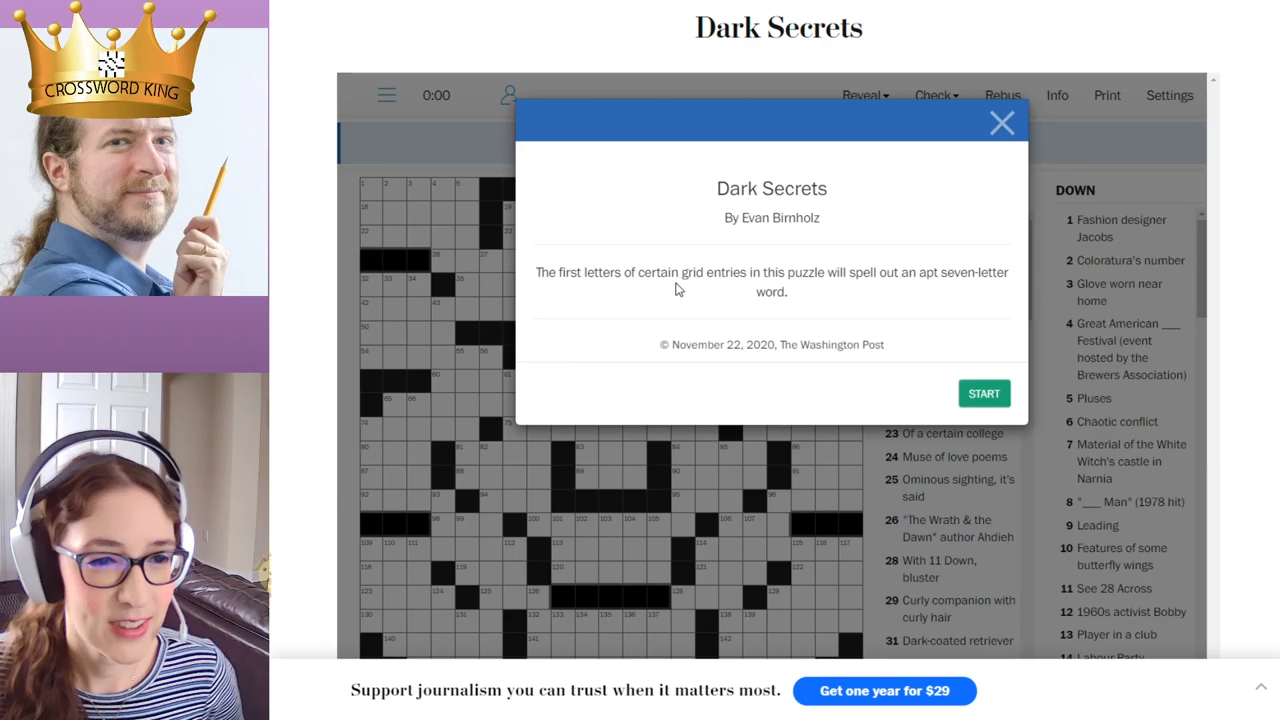 Dark Secrets
CROSSWORD KING
0:00
Reveal
Check
Rebus
Info
Print
Settings
Dark Secrets
By Evan Birnholz
The first letters of certain grid entries in this puzzle will spell out an apt seven-letter
word.
© November 22, 2020, The Washington Post
START
23 Of a certain college
24 Muse of love poems
25 Ominous sighting, it's
said
26 "The Wrath & the
Dawn" author Ahdieh
28 With 11 Down,
bluster
29 Curly companion with
curly hair
31 Dark-coated retriever
DOWN
1 Fashion designer
Jacobs
2 Coloratura's number
3 Glove worn near
home
4 Great American ___
Festival (event
hosted by the
Brewers Association)
5 Pluses
6 Chaotic conflict
7 Material of the White
Witch's castle in
Narnia
8 "___ Man" (1978 hit)
9 Leading
10 Features of some
butterfly wings
11 See 28 Across
12 1960s activist Bobby
13 Player in a club
14 Labour Party
Support journalism you can trust when it matters most.
Get one year for $29